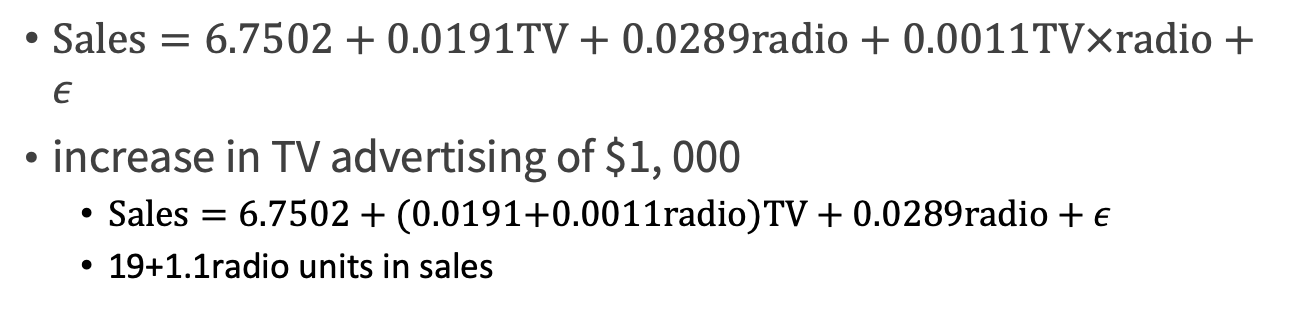 • Sales = 6.7502 + 0.0191TV + 0.0289radio + 0.0011TV×radio +
ϵ
• increase in TV advertising of $1, 000
• Sales = 6.7502 + (0.0191+0.0011radio)TV + 0.0289radio + ϵ
• 19+1.1radio units in sales